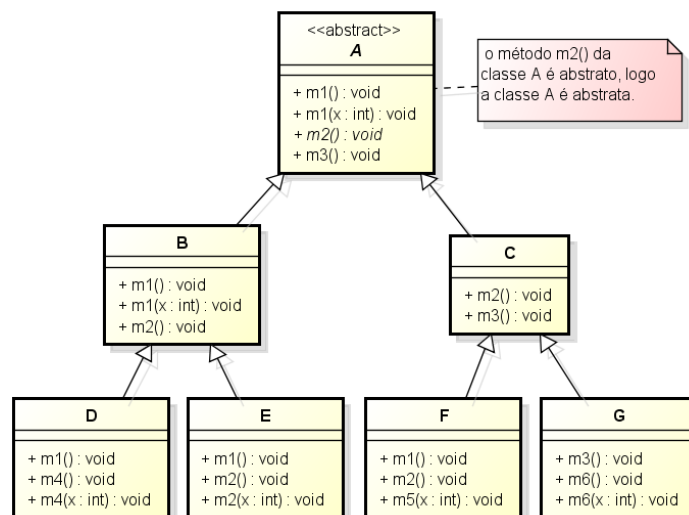 <<abstract>>
A
+ m1() : void
+ m1(x : int) : void
+ m2() : void
+ m3() : void
o método m2() da
classe A é abstrato, logo
a classe A é abstrata.
B
+ m1() : void
+ m1(x : int) : void
+ m2() : void
C
+ m2() : void
+ m3() : void
D
+ m1() : void
+ m4() : void
+ m4(x : int) : void
E
+ m1() : void
+ m2() : void
+ m2(x : int) : void
F
+ m1() : void
+ m2() : void
+ m5(x : int) : void
G
+ m3() : void
+ m6() : void
+ m6(x : int) : void